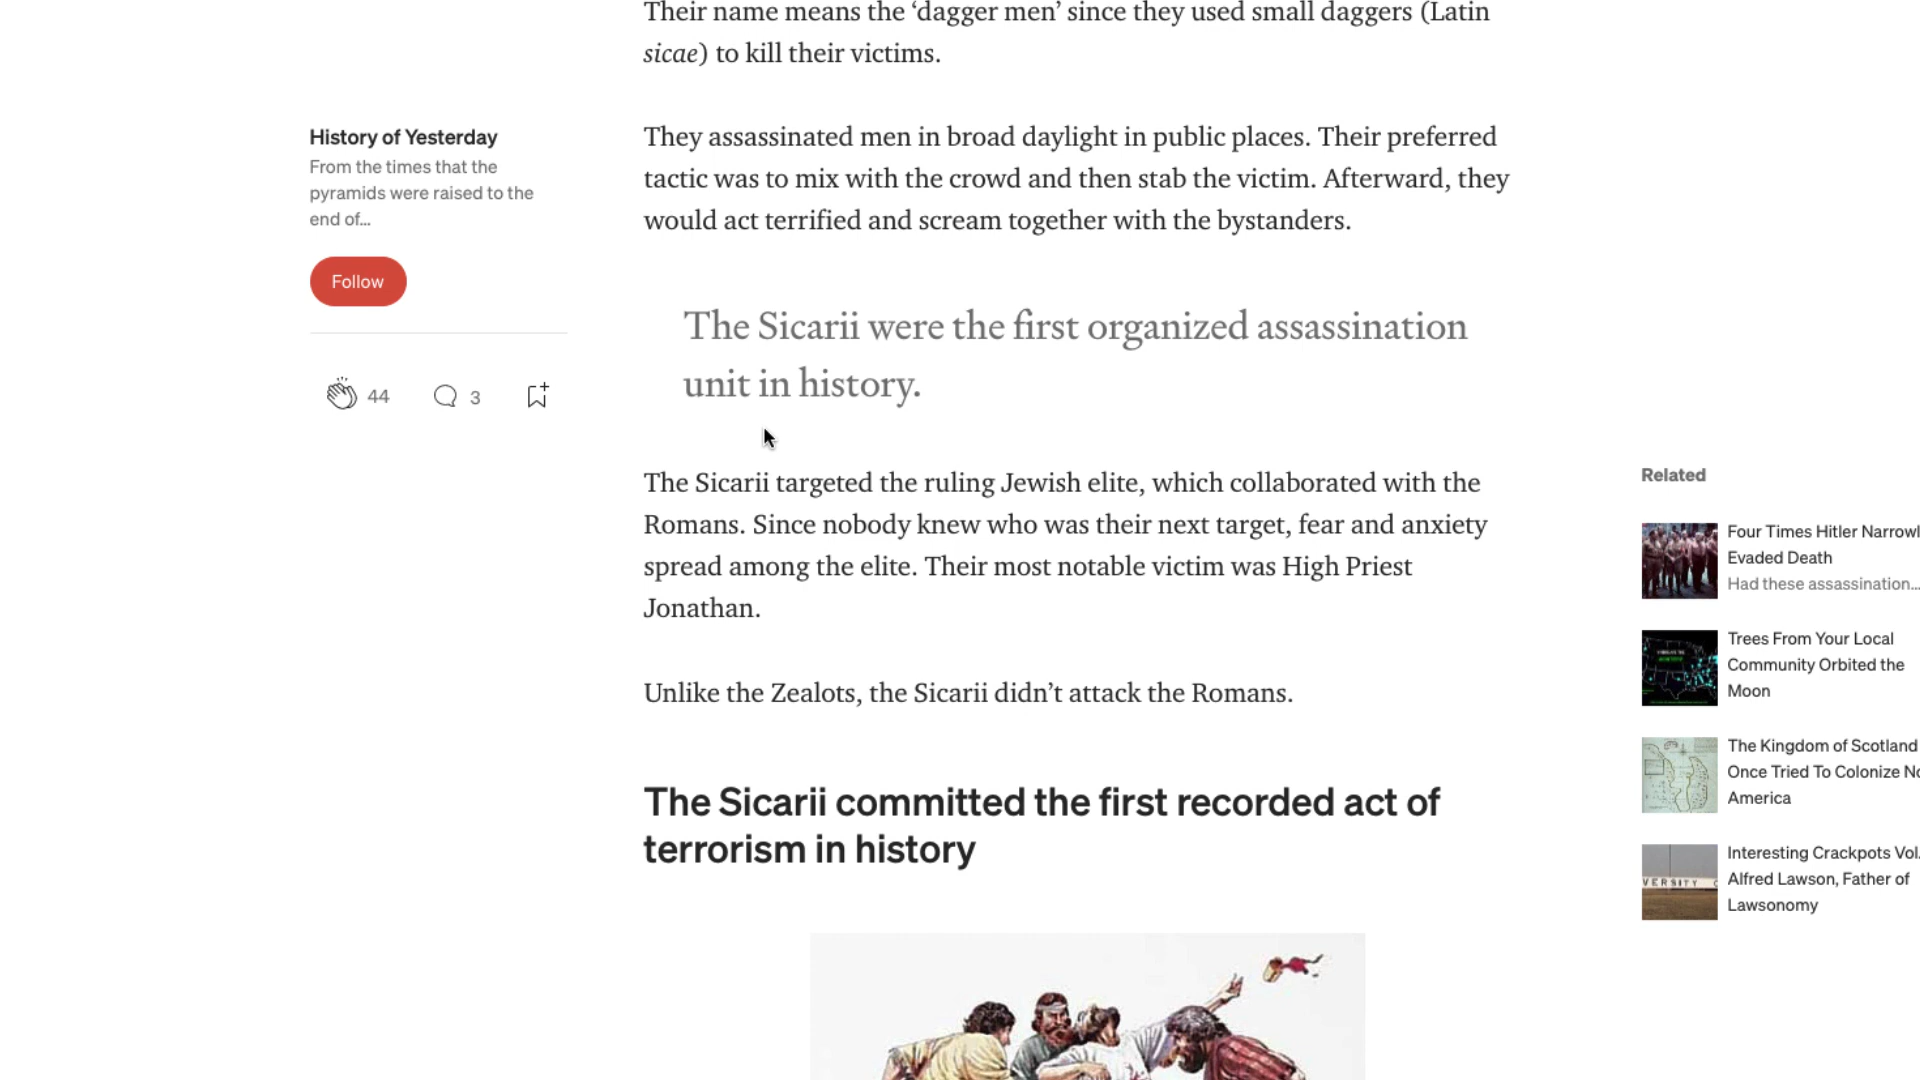 Their name means the ‘dagger men’ since they used small daggers (Latin
sicae) to kill their victims.
History of Yesterday
From the times that the
pyramids were raised to the
end of...
Follow
44
3
They assassinated men in broad daylight in public places. Their preferred
tactic was to mix with the crowd and then stab the victim. Afterward, they
would act terrified and scream together with the bystanders.
The Sicarii were the first organized assassination
unit in history.
The Sicarii targeted the ruling Jewish elite, which collaborated with the
Romans. Since nobody knew who was their next target, fear and anxiety
spread among the elite. Their most notable victim was High Priest
Jonathan.
Unlike the Zealots, the Sicarii didn’t attack the Romans.
The Sicarii committed the first recorded act of
terrorism in history
Related
Four Times Hitler Narrowl
Evaded Death
Had these assassination...
Trees From Your Local
Community Orbited the
Moon
The Kingdom of Scotland
Once Tried To Colonize No
America
Interesting Crackpots Vol.
Alfred Lawson, Father of
Lawsonomy
VERSITY